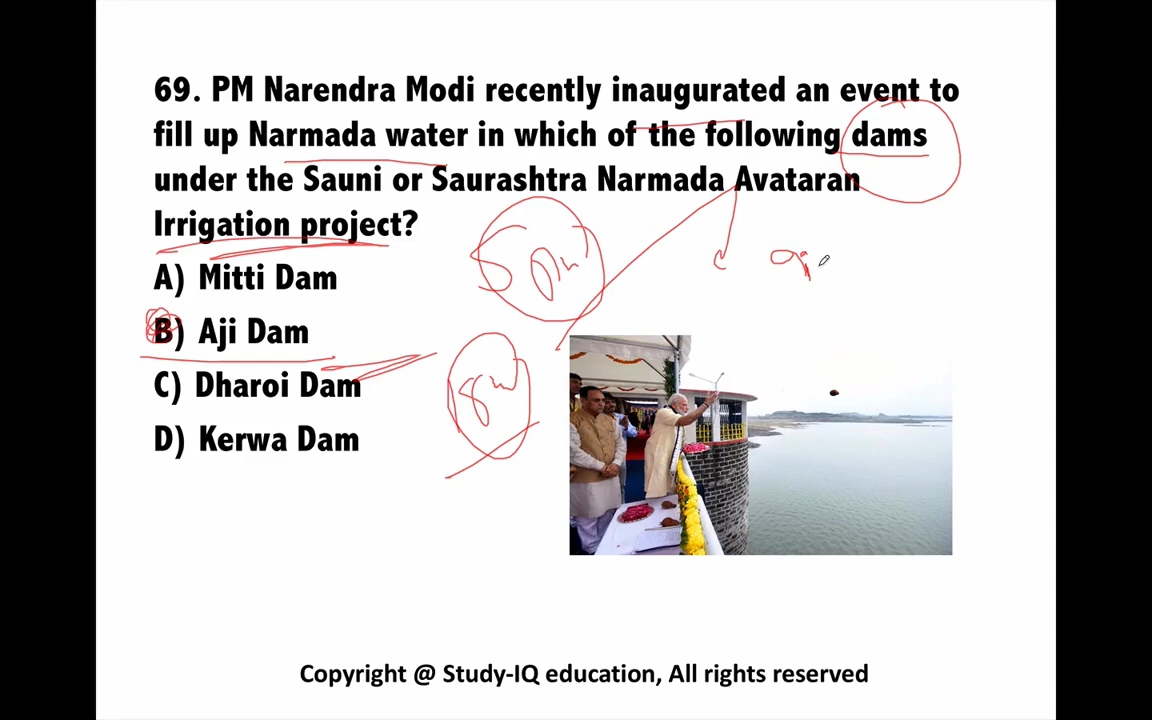 69. PM Narendra Modi recently inaugurated an event to
fill up Narmada water in which of the following dams
under the Sauni or Saurashtra Narmada Avataran
Irrigation project?
A) Mitti Dam
B) Aji Dam
C) Dharoi Dam
D) Kerwa Dam
Copyright @ Study-IQ education, All rights reserved